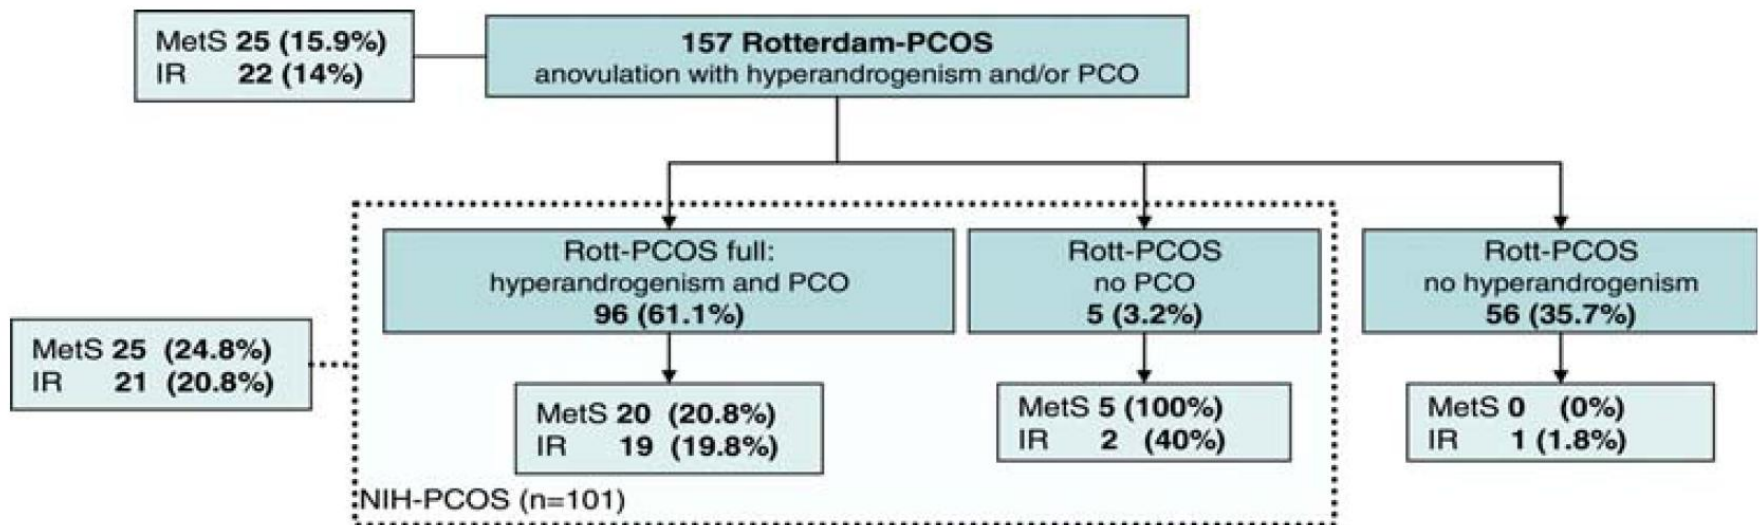 MetS 25 (15.9%)
IR 22 (14%)
157 Rotterdam-PCOS
anovulation with hyperandrogenism and/or PCO
Rott-PCOS full:
hyperandrogenism and PCO
96 (61.1%)
Rott-PCOS
no PCO
5 (3.2%)
Rott-PCOS
no hyperandrogenism
56 (35.7%)
MetS 25 (24.8%)
IR 21 (20.8%)
MetS 20 (20.8%)
IR 19 (19.8%)
MetS 5 (100%)
IR 2 (40%)
MetS 0 (0%)
IR 1 (1.8%)
NIH-PCOS (n=101)